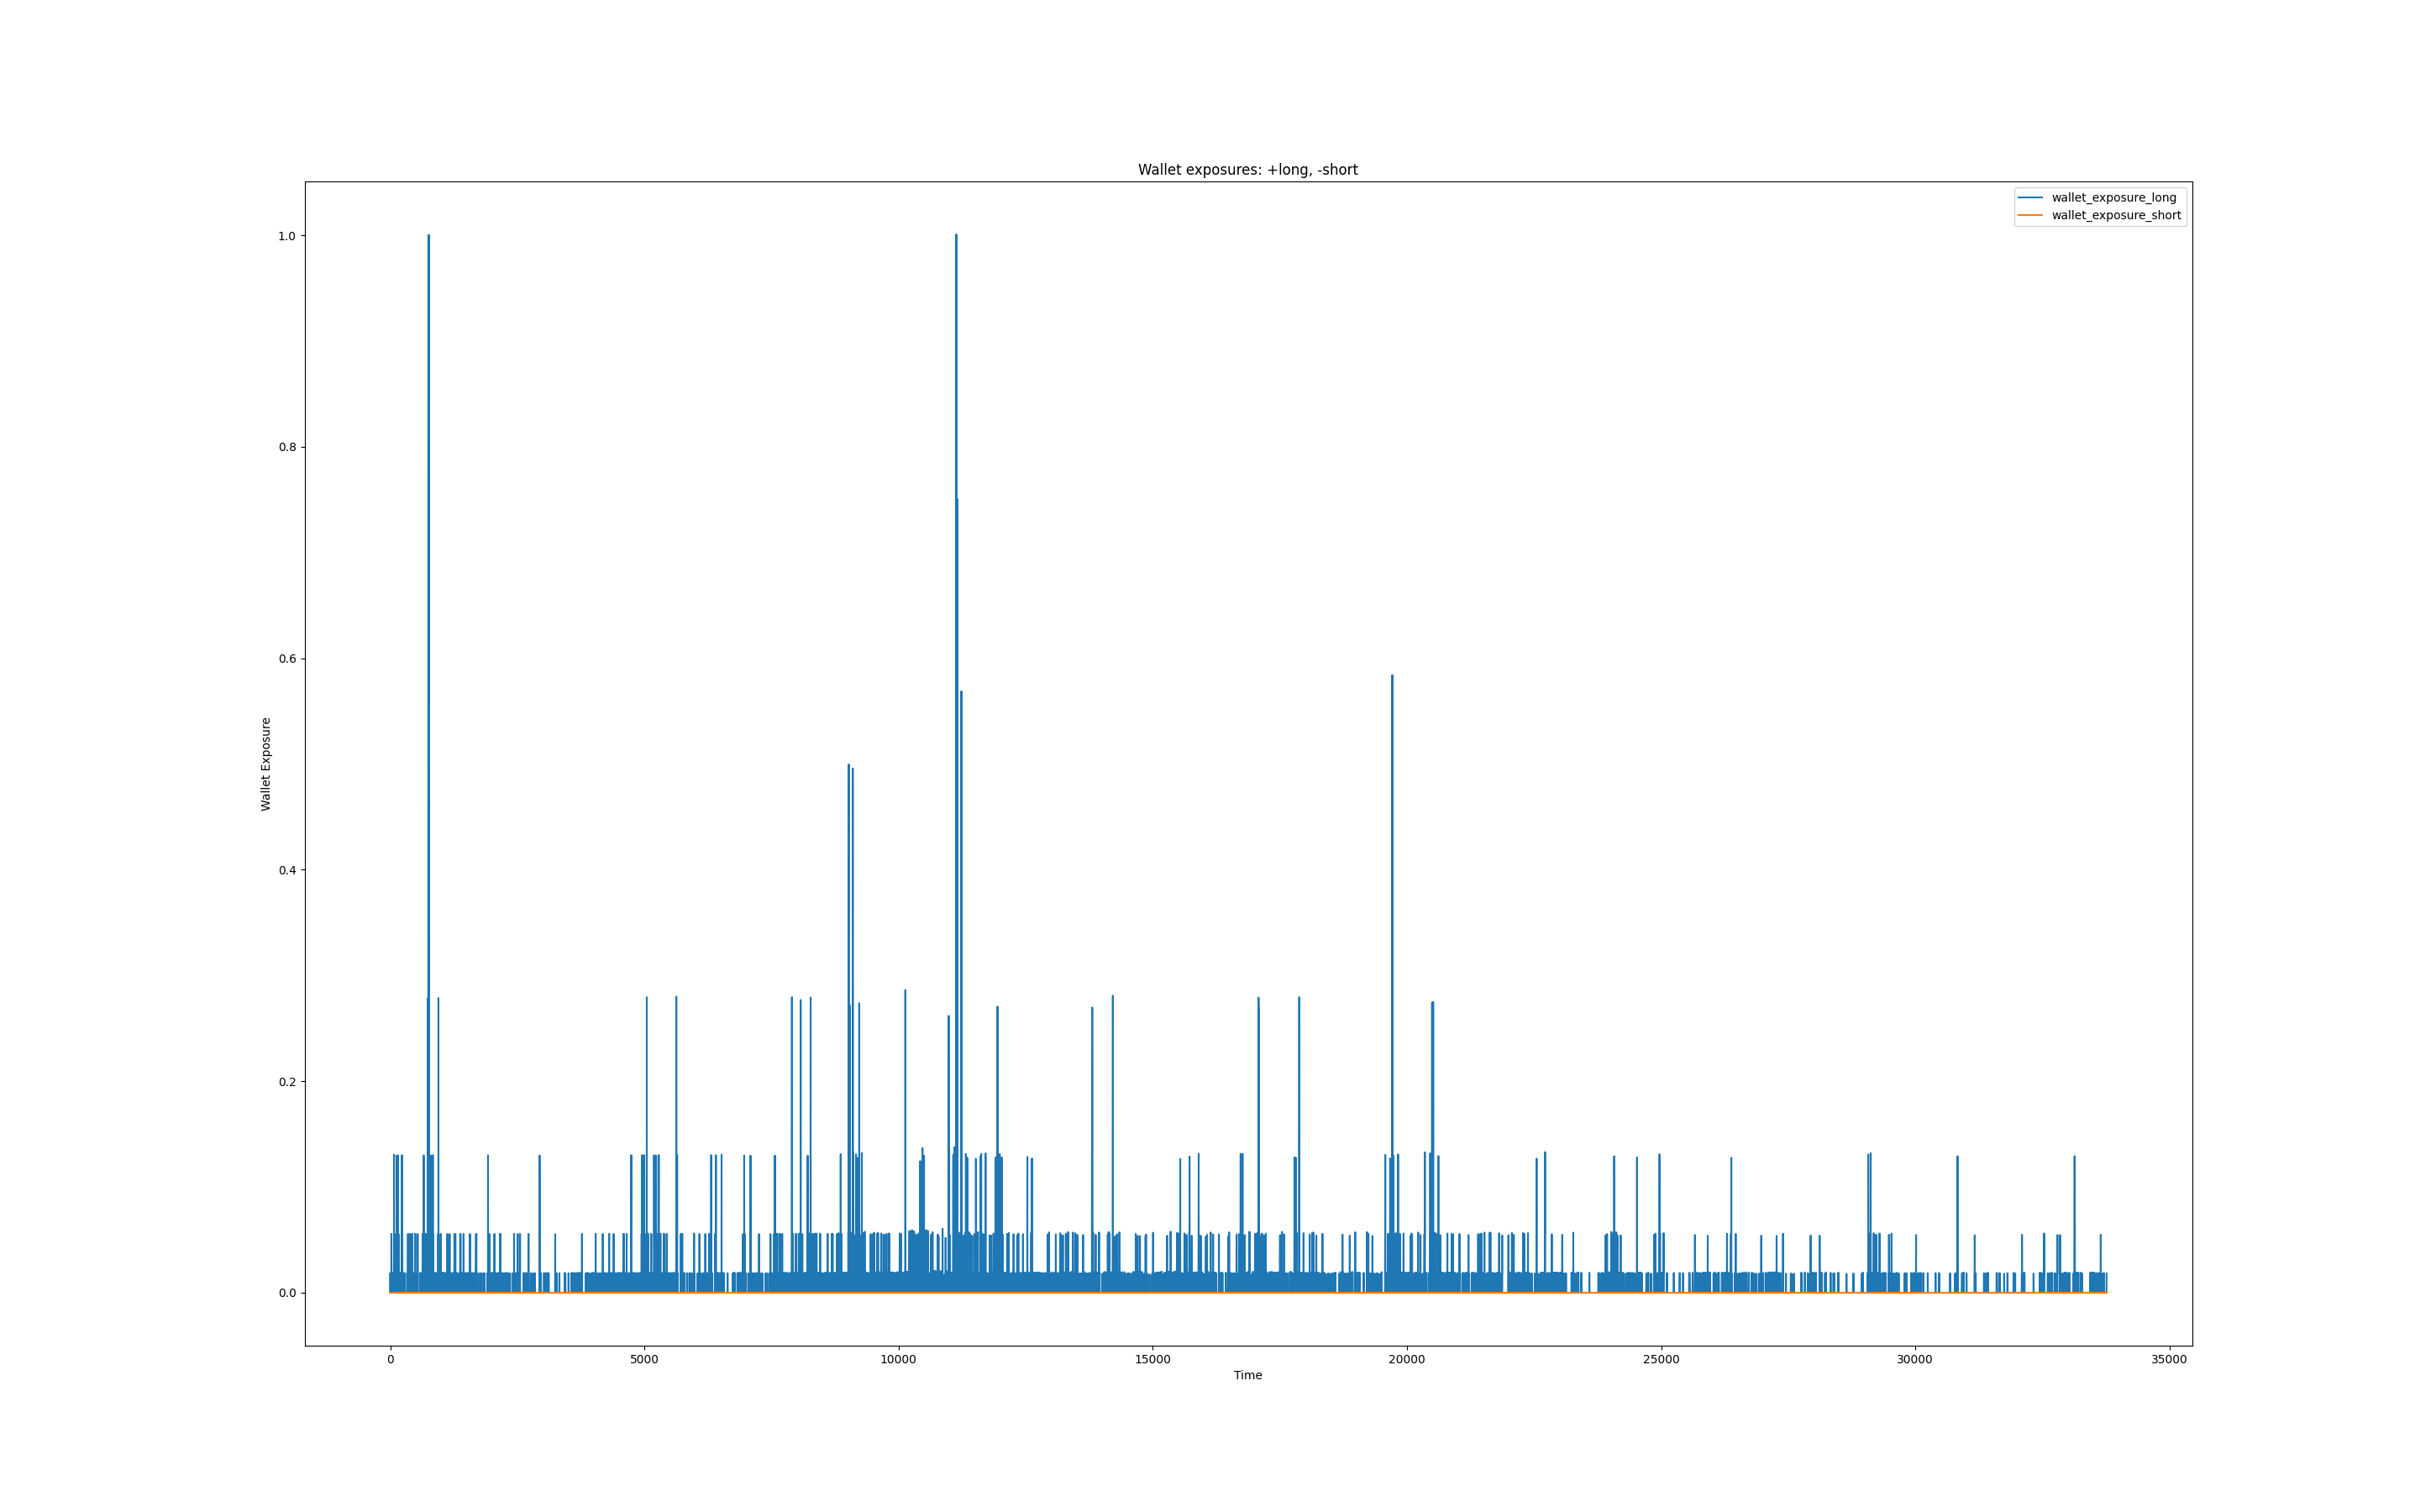 Wallet exposures: +long, -short
wallet_exposure_long
wallet_exposure_short
1.0
0.8
0.6
0.4
0.2
0.0
Wallet Exposure
0 5000 10000 15000 20000 25000 30000 35000
Time